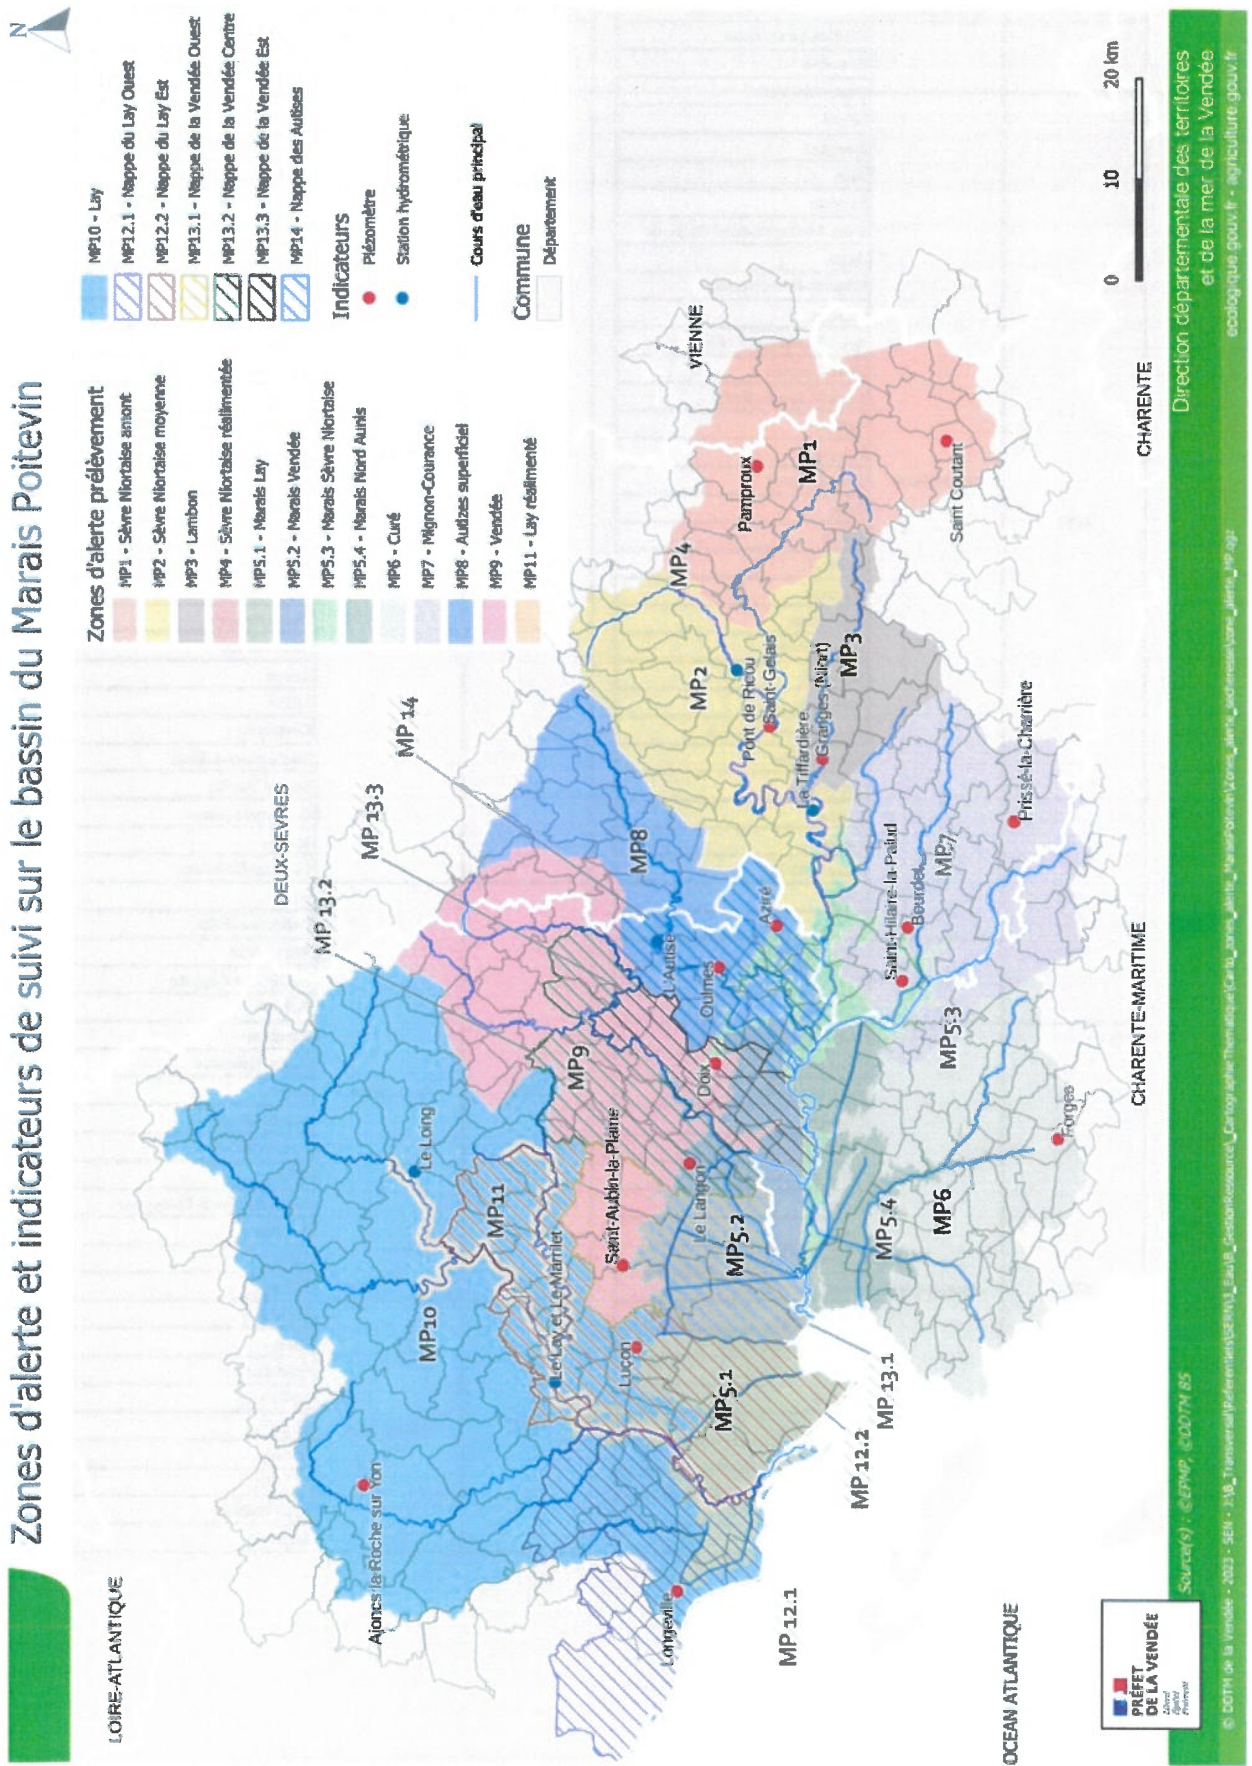 Zones d'alerte et indicateurs de suivi sur le bassin du Marais Poitevin
N
LOIRE-ATLANTIQUE
DEUX-SEVRES
VIENNE
CHARENTE
CHARENTE-MARITIME
OCEAN ATLANTIQUE
Zones d'alerte prélèvement
MP1 - Sèvre Niortaise amont
MP2 - Sèvre Niortaise moyenne
MP3 - Lambon
MP4 - Sèvre Niortaise réalimentée
MP5.1 - Marais Lay
MP5.2 - Marais Vendée
MP5.3 - Marais Sèvre Niortaise
MP5.4 - Marais Nord Aunis
MP6 - Curé
MP7 - Mignon-Courance
MP8 - Autizes superficiel
MP9 - Vendée
MP11 - Lay réalimenté
MP10 - Lay
MP12.1 - Nappe du Lay Ouest
MP12.2 - Nappe du Lay Est
MP13.1 - Nappe de la Vendée Ouest
MP13.2 - Nappe de la Vendée Centre
MP13.3 - Nappe de la Vendée Est
MP14 - Nappe des Autises
Indicateurs
Piézomètre
Station hydrométrique
Cours d'eau principal
Commune
Département
MP 13.2
MP 13.3
MP 14
MP10
Le Loing
MP11
MP9
MP8
MP2
MP4
Pamproux
MP1
Saint Coutant
MP3
Pont de Ricou
Saint-Gelais
Granges (Niort)
La Tiffardière
Aziré
L'Autise
Oulmes
Doix
Saint-Aubin-la-Plaine
Le Langon
MP5.2
Le Lay et Le Marillet
Luçon
MP5.1
Ajoncs la Roche sur Yon
Longeville
MP 12.1
MP 12.2
MP 13.1
MP5.4
MP6
Forges
MP5.3
Saint-Hilaire-la-Palud
Bourdet
MP7
Prissé-la-Charrière
0 10 20 km
PRÉFET
DE LA VENDÉE
Liberté
Égalité
Fraternité
Source(s) : ©EPMP, ©DDTM 85
Direction départementale des territoires
et de la mer de la Vendée
© DDTM de la Vendée - 2023 - SEN -
ecologique.gouv.fr - agriculture.gouv.fr